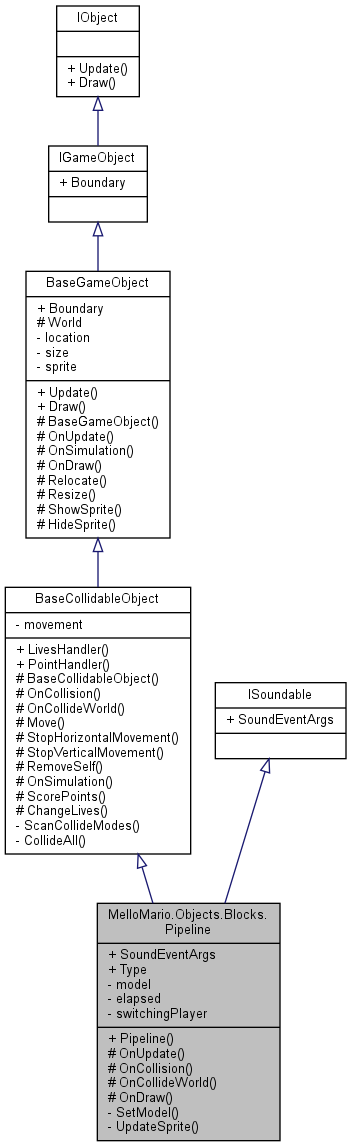 IObject
+ Update()
+ Draw()
IGameObject
+ Boundary
BaseGameObject
+ Boundary
# World
- location
- size
- sprite
+ Update()
+ Draw()
# BaseGameObject()
# OnUpdate()
# OnSimulation()
# OnDraw()
# Relocate()
# Resize()
# ShowSprite()
# HideSprite()
BaseCollidableObject
- movement
+ LivesHandler()
+ PointHandler()
# BaseCollidableObject()
# OnCollision()
# OnCollideWorld()
# Move()
# StopHorizontalMovement()
# StopVerticalMovement()
# RemoveSelf()
# OnSimulation()
# ScorePoints()
# ChangeLives()
- ScanCollideModes()
- CollideAll()
ISoundable
+ SoundEventArgs
MelloMario.Objects.Blocks.
Pipeline
+ SoundEventArgs
+ Type
- model
- elapsed
- switchingPlayer
+ Pipeline()
# OnUpdate()
# OnCollision()
# OnCollideWorld()
# OnDraw()
- SetModel()
- UpdateSprite()